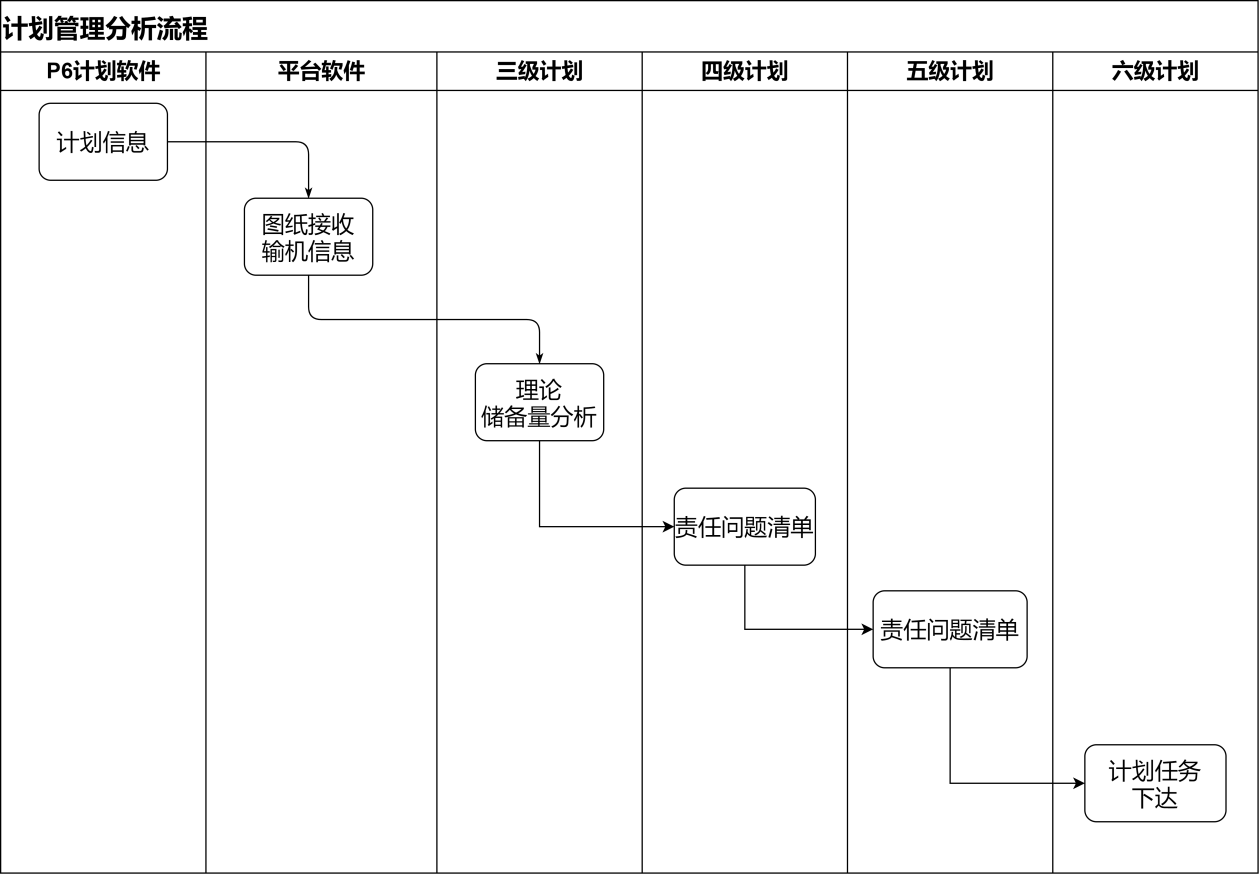 计划管理分析流程
P6计划软件
平台软件
三级计划
四级计划
五级计划
六级计划
计划信息
图纸接收
输机信息
理论
储备量分析
责任问题清单
责任问题清单
计划任务
下达